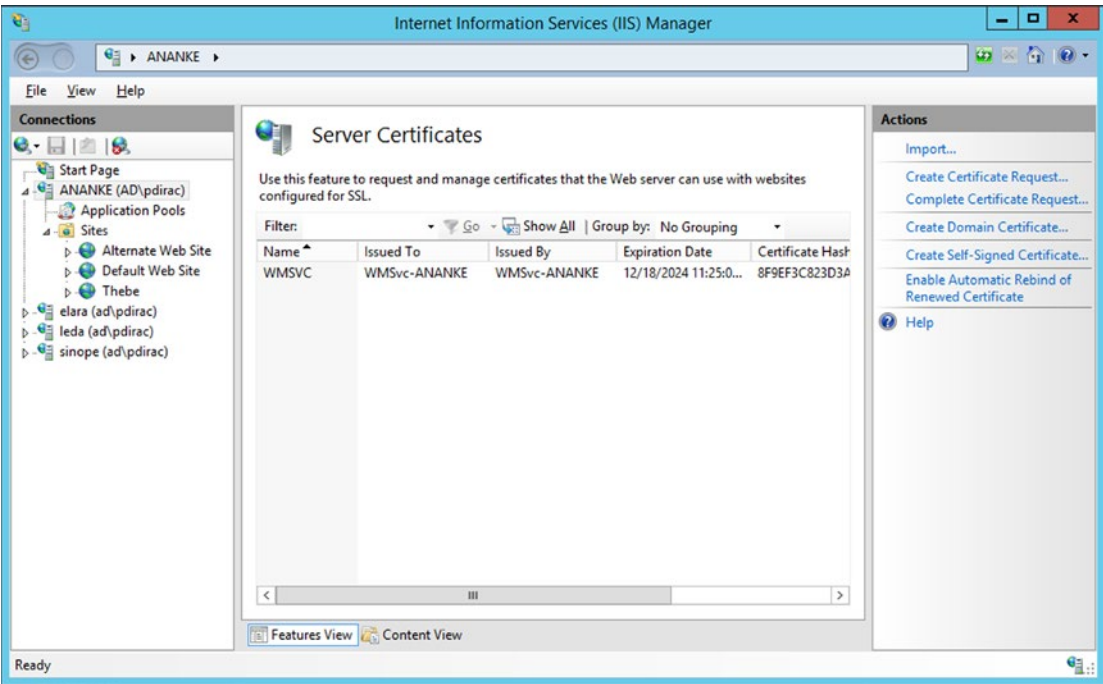 Internet Information Services (IIS) Manager
ANANKE
File View Help
Connections
Start Page
ANANKE (AD\pdirac)
Application Pools
Sites
Alternate Web Site
Default Web Site
Thebe
elara (ad\pdirac)
leda (ad\pdirac)
sinope (ad\pdirac)
Server Certificates
Use this feature to request and manage certificates that the Web server can use with websites
configured for SSL.
Filter: Go Show All Group by: No Grouping
Name Issued To Issued By Expiration Date Certificate Hash
WMSVC WMSvc-ANANKE WMSvc-ANANKE 12/18/2024 11:25:0... 8F9EF3C823D3A
Features View Content View
Actions
Import...
Create Certificate Request...
Complete Certificate Request...
Create Domain Certificate...
Create Self-Signed Certificate...
Enable Automatic Rebind of
Renewed Certificate
Help
Ready